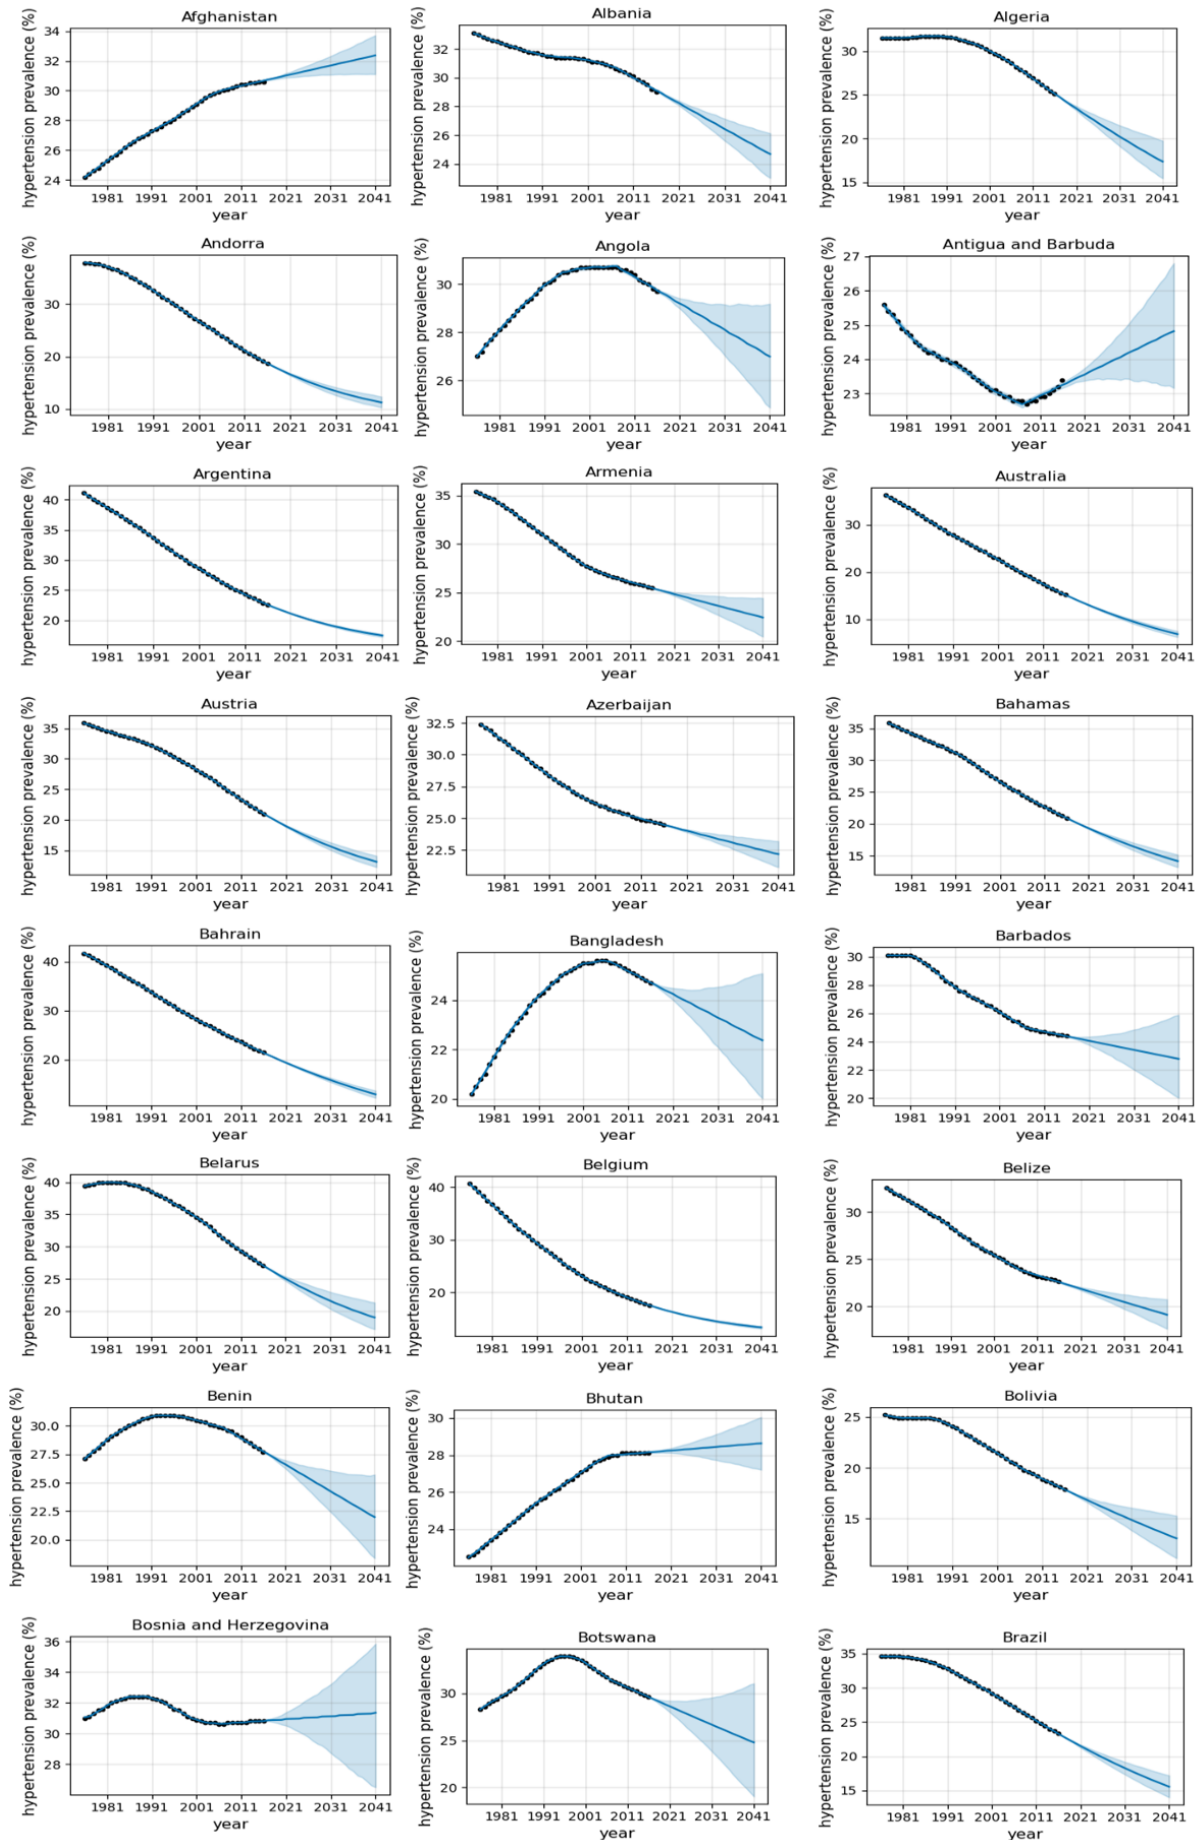 Afghanistan
hypertension prevalence (%)
34
32
30
28
26
24
1981 1991 2001 2011 2021 2031 2041
year
Albania
hypertension prevalence (%)
32
30
28
26
24
1981 1991 2001 2011 2021 2031 2041
year
Algeria
hypertension prevalence (%)
30
25
20
15
1981 1991 2001 2011 2021 2031 2041
year
Andorra
hypertension prevalence (%)
30
20
10
1981 1991 2001 2011 2021 2031 2041
year
Angola
hypertension prevalence (%)
30
28
26
1981 1991 2001 2011 2021 2031 2041
year
Antigua and Barbuda
hypertension prevalence (%)
27
26
25
24
23
1981 1991 2001 2011 2021 2031 2041
year
Argentina
hypertension prevalence (%)
40
35
30
25
20
1981 1991 2001 2011 2021 2031 2041
year
Armenia
hypertension prevalence (%)
35
30
25
20
1981 1991 2001 2011 2021 2031 2041
year
Australia
hypertension prevalence (%)
30
20
10
1981 1991 2001 2011 2021 2031 2041
year
Austria
hypertension prevalence (%)
35
30
25
20
15
1981 1991 2001 2011 2021 2031 2041
year
Azerbaijan
hypertension prevalence (%)
32.5
30.0
27.5
25.0
22.5
1981 1991 2001 2011 2021 2031 2041
year
Bahamas
hypertension prevalence (%)
35
30
25
20
15
1981 1991 2001 2011 2021 2031 2041
year
Bahrain
hypertension prevalence (%)
40
30
20
1981 1991 2001 2011 2021 2031 2041
year
Bangladesh
hypertension prevalence (%)
24
22
20
1981 1991 2001 2011 2021 2031 2041
year
Barbados
hypertension prevalence (%)
30
28
26
24
22
20
1981 1991 2001 2011 2021 2031 2041
year
Belarus
hypertension prevalence (%)
40
35
30
25
20
1981 1991 2001 2011 2021 2031 2041
year
Belgium
hypertension prevalence (%)
40
30
20
1981 1991 2001 2011 2021 2031 2041
year
Belize
hypertension prevalence (%)
30
25
20
1981 1991 2001 2011 2021 2031 2041
year
Benin
hypertension prevalence (%)
30.0
27.5
25.0
22.5
20.0
1981 1991 2001 2011 2021 2031 2041
year
Bhutan
hypertension prevalence (%)
30
28
26
24
1981 1991 2001 2011 2021 2031 2041
year
Bolivia
hypertension prevalence (%)
25
20
15
1981 1991 2001 2011 2021 2031 2041
year
Bosnia and Herzegovina
hypertension prevalence (%)
36
34
32
30
28
1981 1991 2001 2011 2021 2031 2041
year
Botswana
hypertension prevalence (%)
30
25
20
1981 1991 2001 2011 2021 2031 2041
year
Brazil
hypertension prevalence (%)
35
30
25
20
15
1981 1991 2001 2011 2021 2031 2041
year